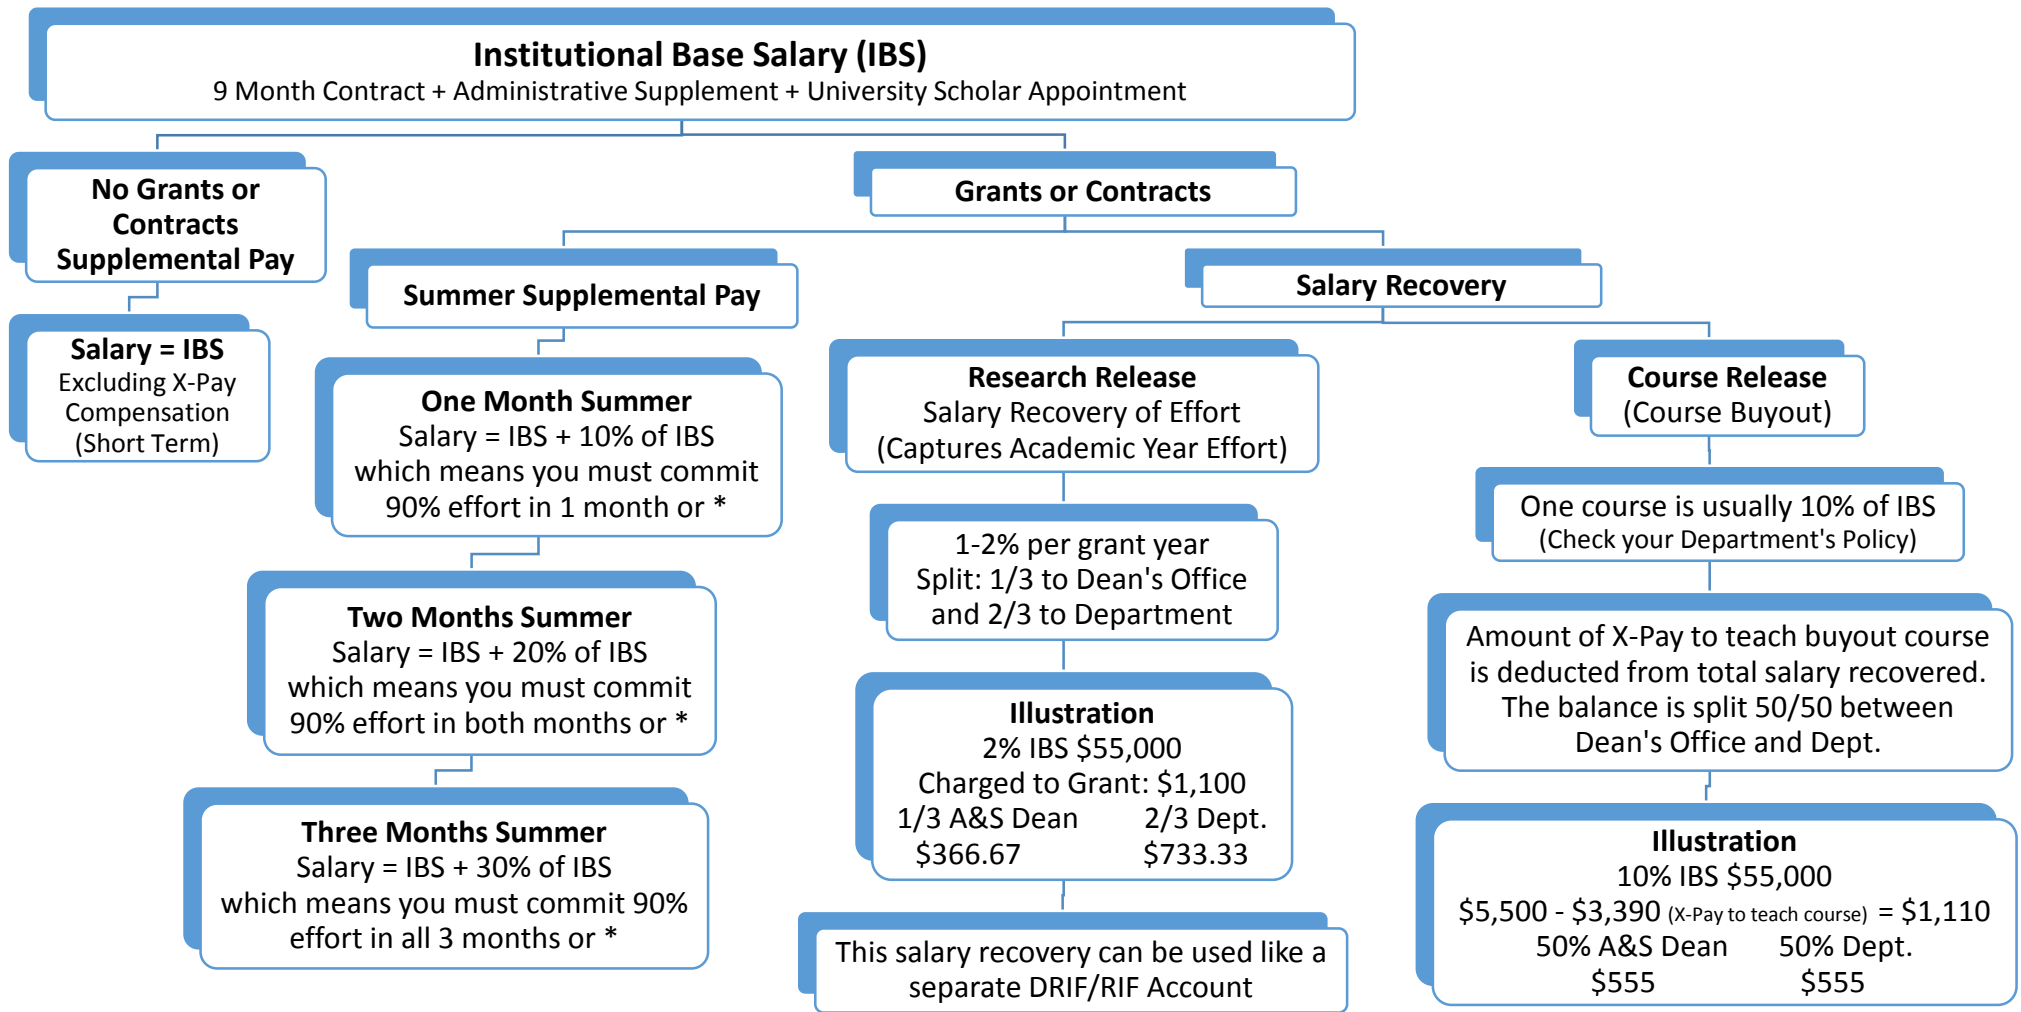 Institutional Base Salary (IBS)
9 Month Contract + Administrative Supplement + University Scholar Appointment
No Grants or
Contracts
Supplemental Pay
Salary = IBS
Excluding X-Pay
Compensation
(Short Term)
Grants or Contracts
Summer Supplemental Pay
One Month Summer
Salary = IBS + 10% of IBS
which means you must commit
90% effort in 1 month or *
Two Months Summer
Salary = IBS + 20% of IBS
which means you must commit
90% effort in both months or *
Three Months Summer
Salary = IBS + 30% of IBS
which means you must commit 90%
effort in all 3 months or *
Salary Recovery
Research Release
Salary Recovery of Effort
(Captures Academic Year Effort)
1-2% per grant year
Split: 1/3 to Dean's Office
and 2/3 to Department
Illustration
2% IBS $55,000
Charged to Grant: $1,100
1/3 A&S Dean 2/3 Dept.
$366.67 $733.33
This salary recovery can be used like a
separate DRIF/RIF Account
Course Release
(Course Buyout)
One course is usually 10% of IBS
(Check your Department's Policy)
Amount of X-Pay to teach buyout course
is deducted from total salary recovered.
The balance is split 50/50 between
Dean's Office and Dept.
Illustration
10% IBS $55,000
$5,500 - $3,390 (X-Pay to teach course) = $1,110
50% A&S Dean 50% Dept.
$555 $555